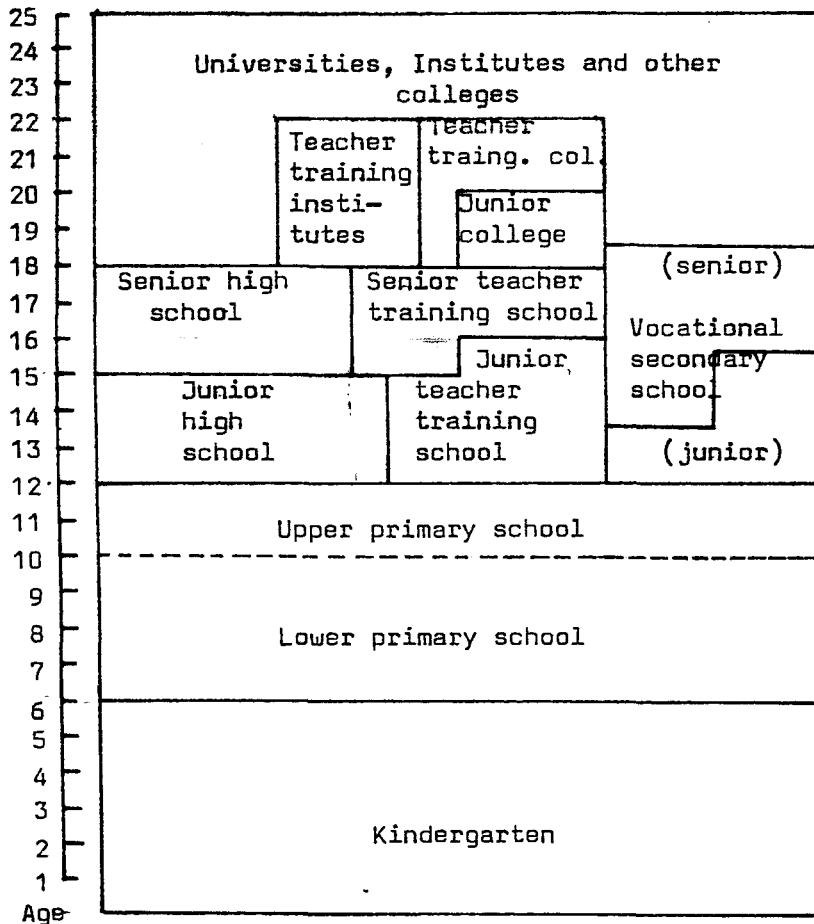 25
24
23
22
21
20
19
18
17
16
15
14
13
12
11
10
9
8
7
6
5
4
3
2
1
Age
Universities, Institutes and other
colleges
Teacher
training
insti-
tutes
Teacher
traing. col.
Junior
college
Senior high
school
Senior teacher
training school
(senior)
Vocational
secondary
school
(junior)
Junior
high
school
Junior
teacher
training
school
Upper primary school
Lower primary school
Kindergarten